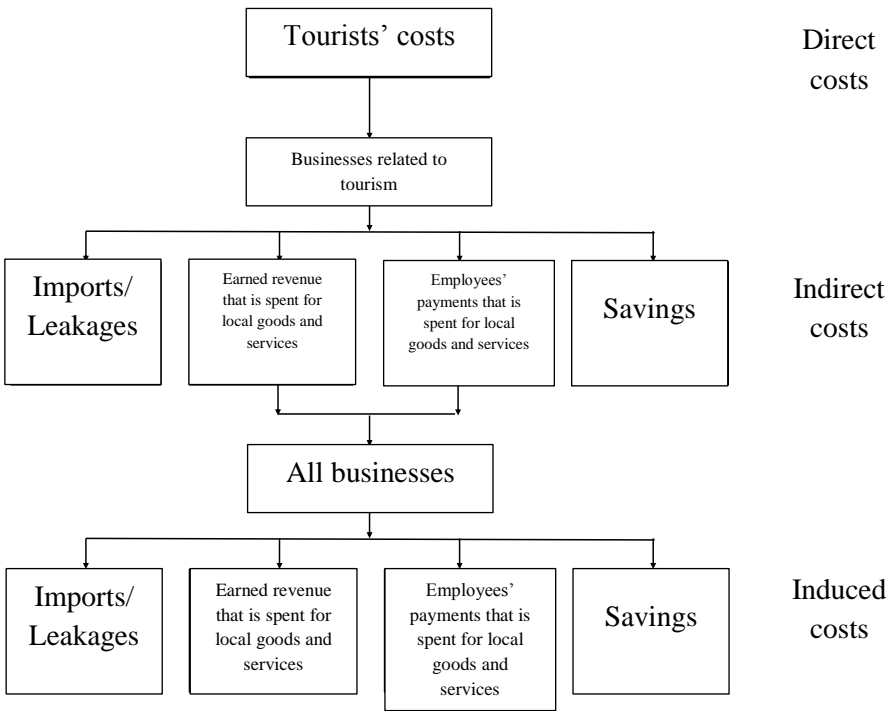 Tourists’ costs
Direct
costs
Businesses related to
tourism
Imports/
Leakages
Earned revenue
that is spent for
local goods and
services
Employees’
payments that is
spent for local
goods and services
Savings
Indirect
costs
All businesses
Imports/
Leakages
Earned revenue
that is spent for
local goods and
services
Employees’
payments that is
spent for local
goods and
services
Savings
Induced
costs